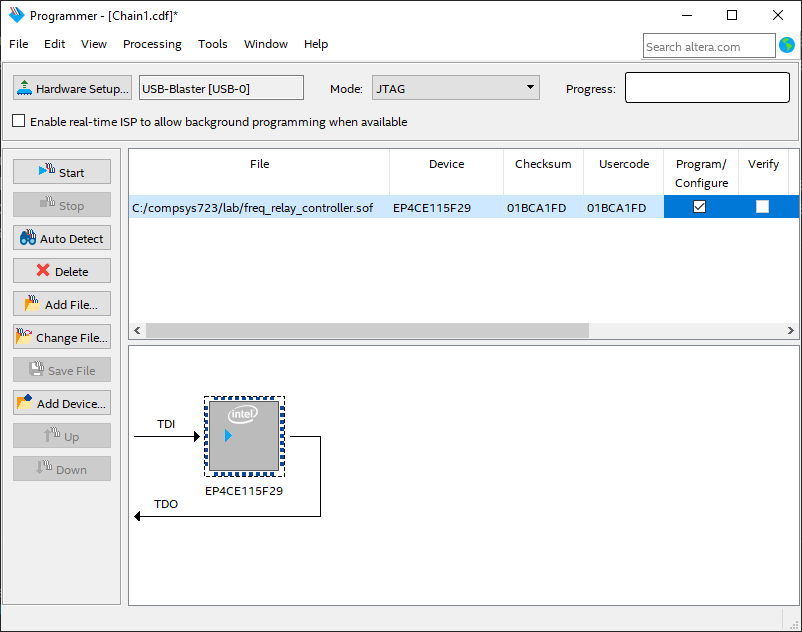 Programmer - [Chain1.cdf]*
File Edit View Processing Tools Window Help
Search altera.com
Hardware Setup... USB-Blaster [USB-0] Mode: JTAG Progress:
Enable real-time ISP to allow background programming when available
Start
Stop
Auto Detect
Delete
Add File...
Change File...
Save File
Add Device...
Up
Down
File Device Checksum Usercode Program/ Verify
Configure
C:/compsys723/lab/freq_relay_controller.sof EP4CE115F29 01BCA1FD 01BCA1FD
intel
TDI
EP4CE115F29
TDO